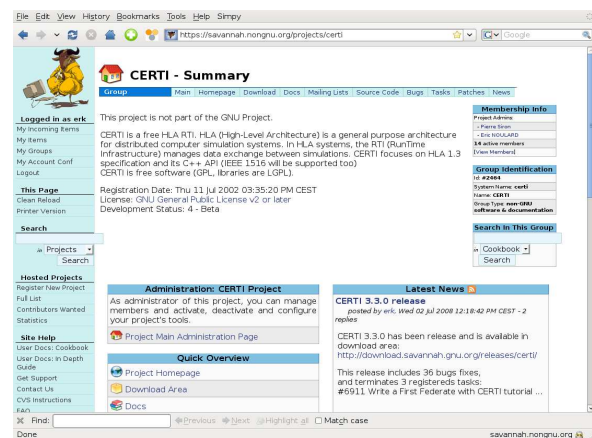 File Edit View History Bookmarks Tools Help Simpy
https://savannah.nongnu.org/projects/certi
Google
CERTI - Summary
Group Main Homepage Download Docs Mailing Lists Source Code Bugs Tasks Patches News
Logged in as erk
My Incoming Items
My Items
My Groups
My Account Conf
Logout
This Page
Clean Reload
Printer Version
Search
in Projects
Search
Hosted Projects
Register New Project
Full List
Contributors Wanted
Statistics
Site Help
User Docs: Cookbook
User Docs: In Depth
Guide
Get Support
Contact Us
CVS Instructions
FAQ
This project is not part of the GNU Project.
CERTI is a free HLA RTI. HLA (High-Level Architecture) is a general purpose architecture
for distributed computer simulation systems. In HLA systems, the RTI (RunTime
Infrastructure) manages data exchange between simulations. CERTI focuses on HLA 1.3
specification and its C++ API (IEEE 1516 will be supported too)
CERTI is free software (GPL, libraries are LGPL).
Registration Date: Thu 11 Jul 2002 03:35:20 PM CEST
License: GNU General Public License v2 or later
Development Status: 4 - Beta
Membership Info
Project Admins:
- Pierre Siron
- Eric NOULARD
14 active members
[View Members]
Group Identification
Id: #2464
System Name: certi
Name: CERTI
Group Type: non-GNU
software & documentation
Search in This Group
in Cookbook
Search
Administration: CERTI Project
As administrator of this project, you can manage
members and activate, deactivate and configure
your project's tools.
Project Main Administration Page
Quick Overview
Project Homepage
Download Area
Docs
Latest News
CERTI 3.3.0 release
posted by erk, Wed 02 Jul 2008 12:18:42 PM CEST - 2
replies
CERTI 3.3.0 has been release and is available in
download area:
http://download.savannah.gnu.org/releases/certi/
This release includes 36 bugs fixes,
and terminates 3 registereds tasks:
#6911 Write a First Federate with CERTI tutorial ...
Find: Previous Next Highlight all Match case
Done
savannah.nongnu.org